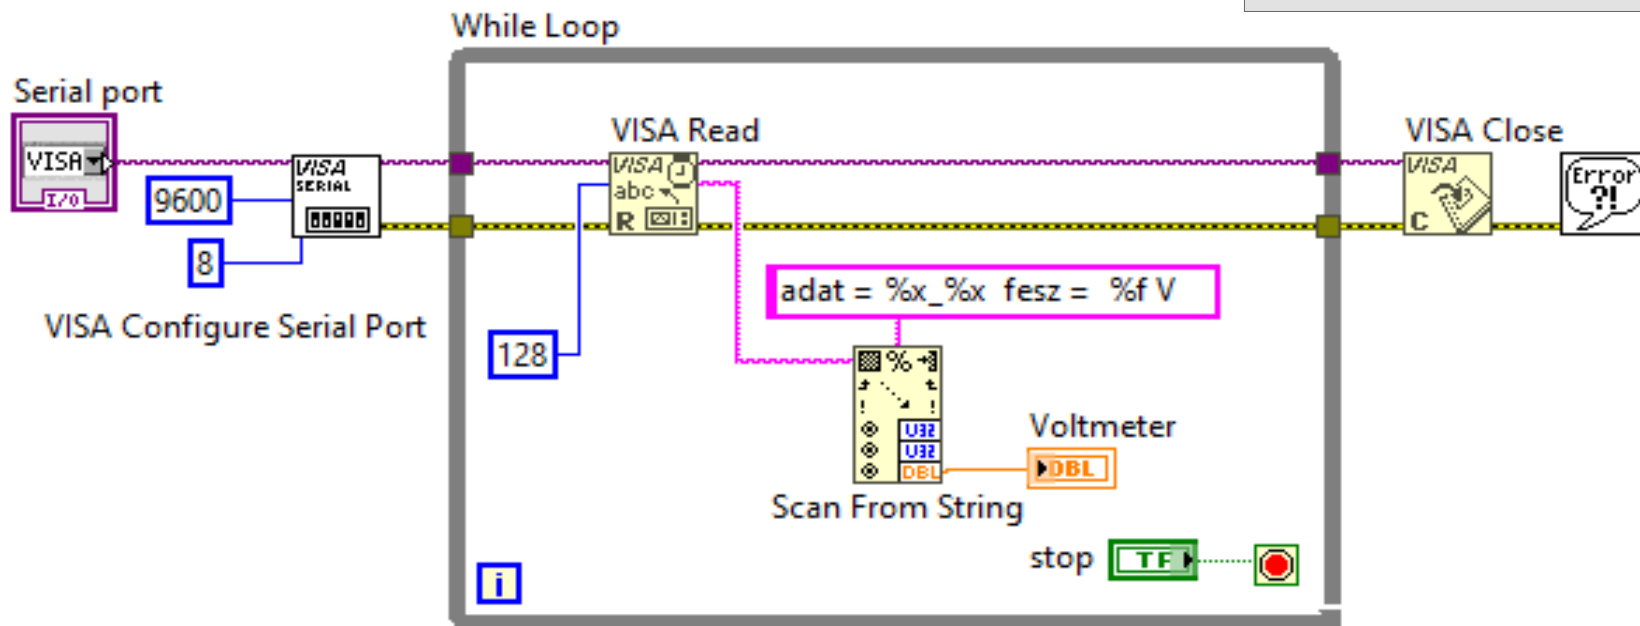 While Loop
Serial port
VISA
I/O
9600
8
VISA
SERIAL
VISA Configure Serial Port
VISA Read
VISA
abc
R
128
adat = %x_%x  fesz =  %f V
%
! !
U32
U32
DBL
Scan From String
Voltmeter
DBL
stop
TF
i
VISA Close
VISA
C
Error
?!